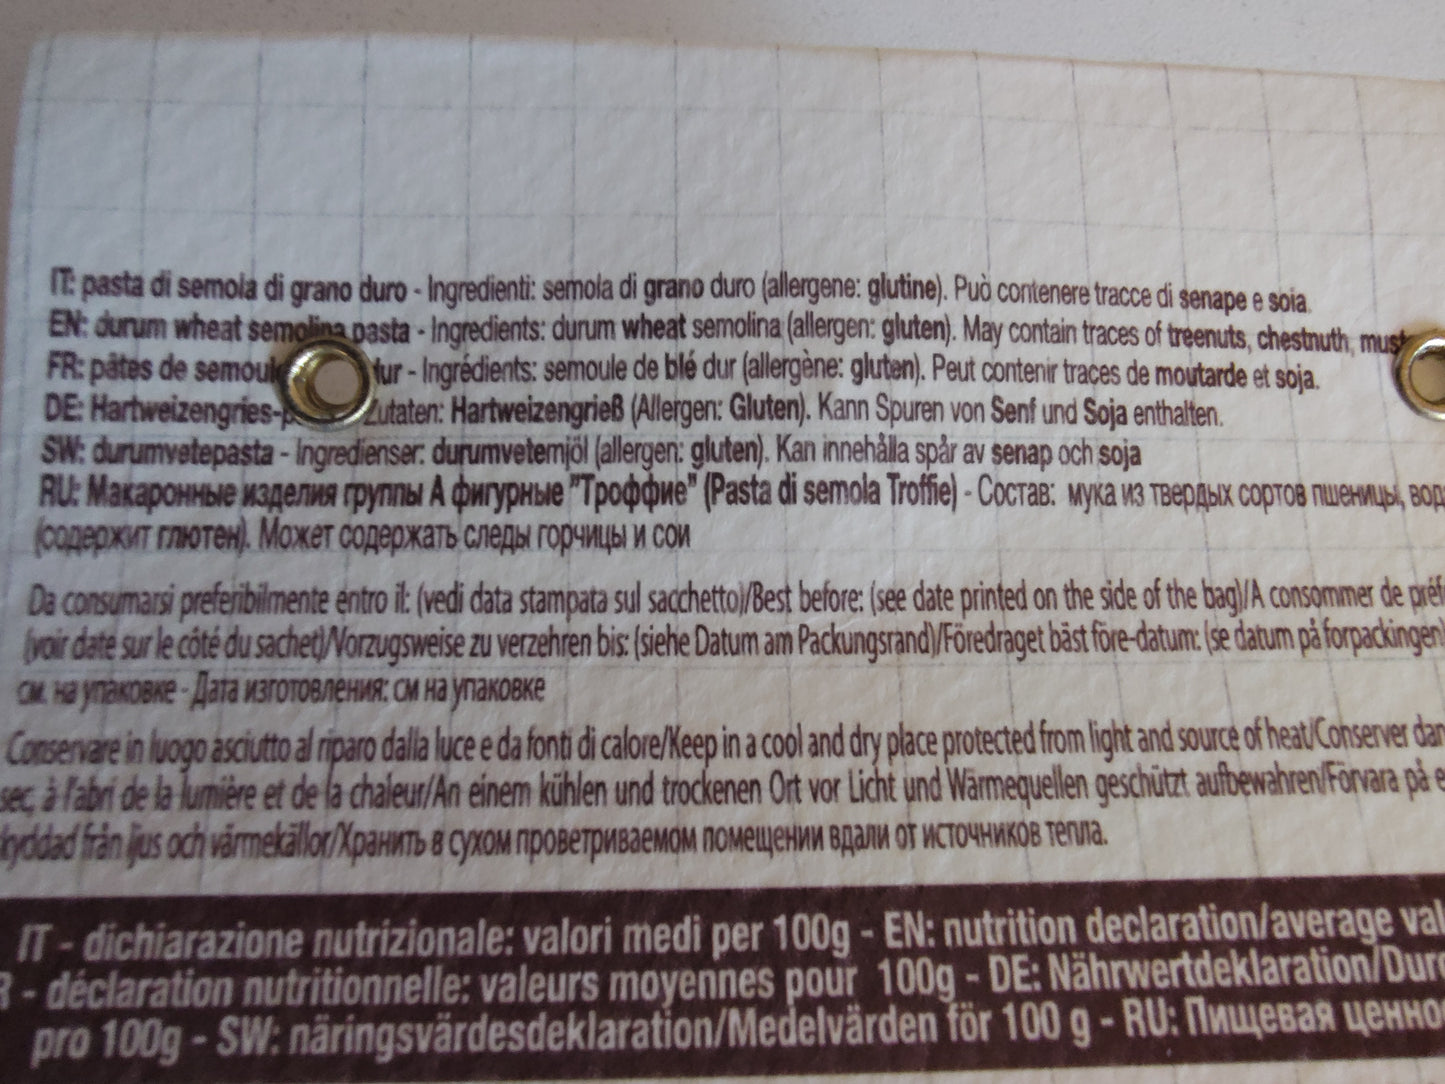 IT: pasta di semola di grano duro - Ingredienti: semola di grano duro (allergene: glutine). Può contenere tracce di senape e soia.
EN: durum wheat semolina pasta - Ingredients: durum wheat semolina (allergen: gluten). May contain traces of treenuts, chestnuth, must
FR: pâtes de semoul dur - Ingrédients: semoule de blé dur (allergène: gluten). Peut contenir traces de moutarde et soja.
DE: Hartweizengries-p Zutaten: Hartweizengrieß (Allergen: Gluten). Kann Spuren von Senf und Soja enthalten.
SW: durumvetepasta - Ingredienser: durumvetemjöl (allergen: gluten). Kan innehålla spår av senap och soja
RU: Макаронные изделия группы А фигурные "Троффие" (Pasta di semola Troffie) - Состав: мука из твердых сортов пшеницы, вод
(содержит глютен). Может содержать следы горчицы и сои
Da consumarsi preferibilmente entro il: (vedi data stampata sul sacchetto)/Best before: (see date printed on the side of the bag)/A consommer de préf
(voir date sur le côté du sachet)/Vorzugsweise zu verzehren bis: (siehe Datum am Packungsrand)/Föredraget bäst före-datum: (se datum på forpackingen)
см. на упаковке - Дата изготовления: см на упаковке
Conservare in luogo asciutto al riparo dalla luce e da fonti di calore/Keep in a cool and dry place protected from light and source of heat/Conserver dan
sec, à l'abri de la lumière et de la chaleur/An einem kühlen und trockenen Ort vor Licht und Wärmequellen geschützt aufbewahren/Förvara på e
kyddad från ljus och värmekällor/Хранить в сухом проветриваемом помещении вдали от источников тепла.
IT - dichiarazione nutrizionale: valori medi per 100g - EN: nutrition declaration/average val
R - déclaration nutritionnelle: valeurs moyennes pour 100g - DE: Nährwertdeklaration/Durc
pro 100g - SW: näringsvärdesdeklaration/Medelvärden för 100 g - RU: Пищевая ценно